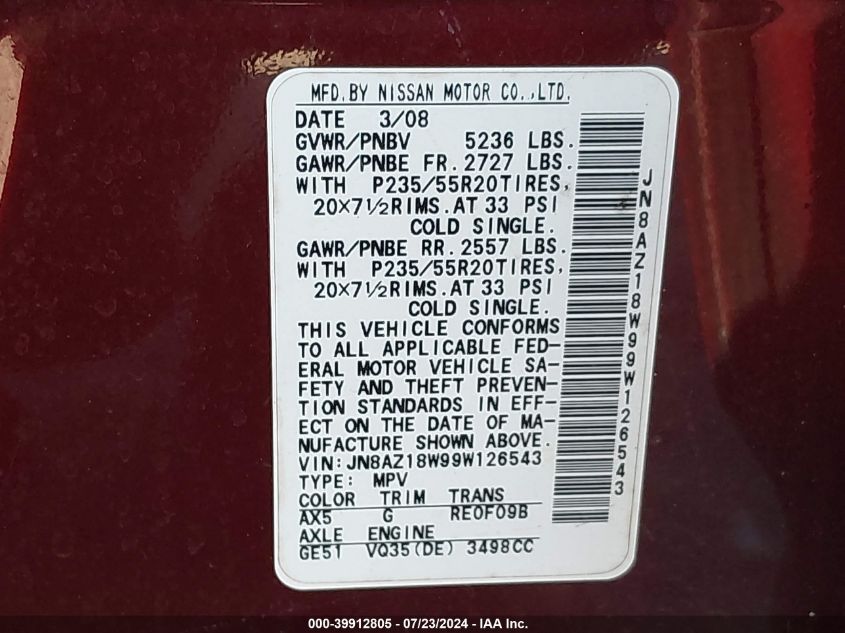 MFD.BY NISSAN MOTOR CO.,LTD.
DATE 3/08
GVWR/PNBV 5236 LBS.
GAWR/PNBE FR.2727 LBS.
WITH P235/55R20TIRES,
20×7½RIMS.AT 33 PSI
COLD SINGLE.
GAWR/PNBE RR.2557 LBS.
WITH P235/55R20TIRES,
20×7½RIMS.AT 33 PSI
COLD SINGLE.
THIS VEHICLE CONFORMS
TO ALL APPLICABLE FED-
ERAL MOTOR VEHICLE SA-
FETY AND THEFT PREVEN-
TION STANDARDS IN EFF-
ECT ON THE DATE OF MA-
NUFACTURE SHOWN ABOVE.
VIN:JN8AZ18W99W126543
TYPE: MPV
COLOR TRIM TRANS
AX5 G RE0F09B
AXLE ENGINE
GE51 VQ35(DE) 3498CC
JN8AZ18W99W126543
000-39912805 - 07/23/2024 - IAA Inc.